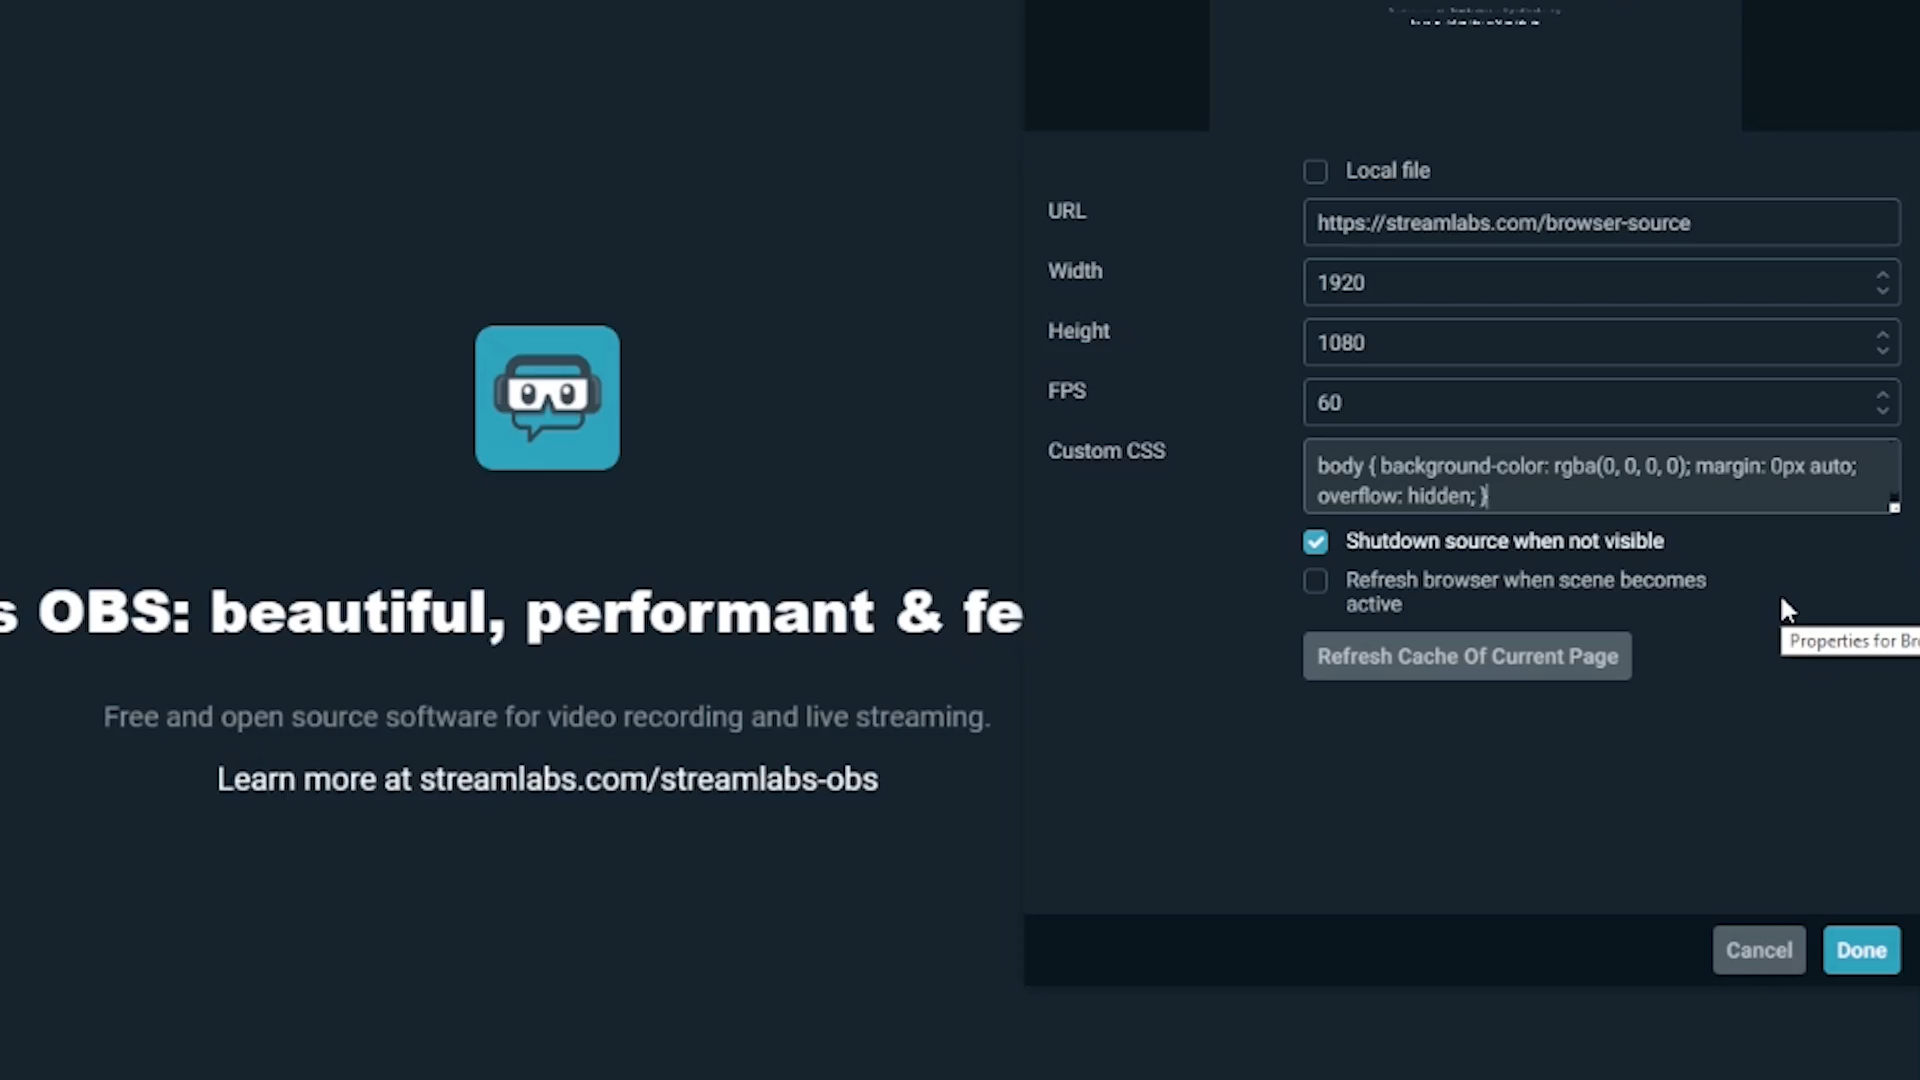 Local file
URL
https://streamlabs.com/browser-source
Width
1920
Height
1080
FPS
60
Custom CSS
body { background-color: rgba(0, 0, 0, 0); margin: 0px auto;
overflow: hidden; }
Shutdown source when not visible
Refresh browser when scene becomes
active
Properties for Br
Refresh Cache Of Current Page
Cancel
Done
s OBS: beautiful, performant & fe
Free and open source software for video recording and live streaming.
Learn more at streamlabs.com/streamlabs-obs